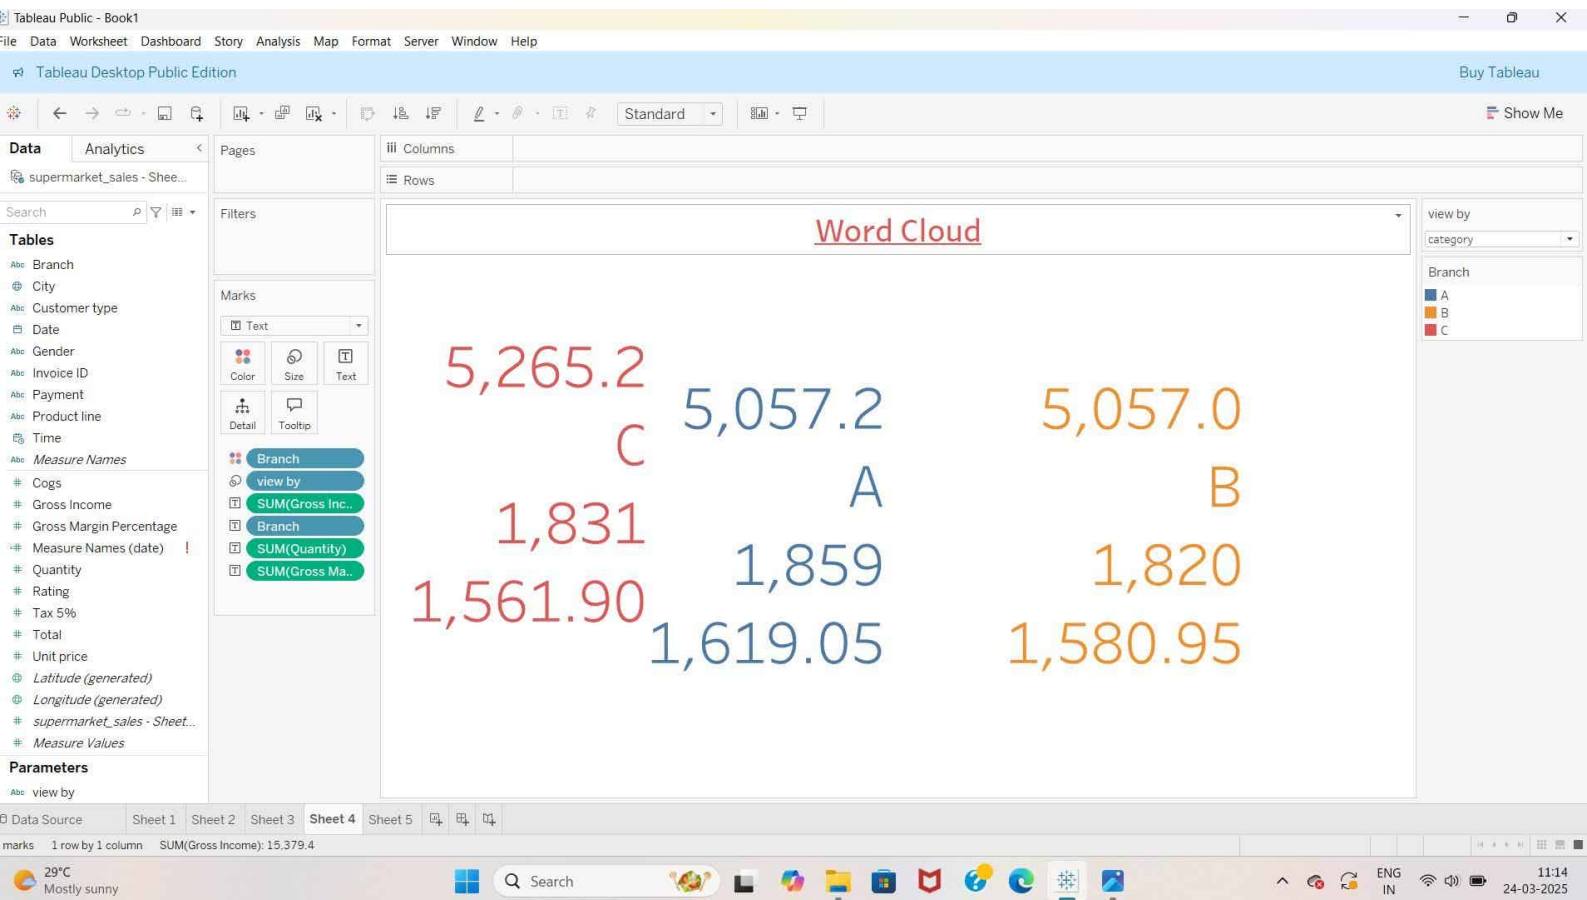 Tableau Public - Book1
File Data Worksheet Dashboard Story Analysis Map Format Server Window Help
Tableau Desktop Public Edition
Buy Tableau
Standard
Show Me
Data Analytics
supermarket_sales - Shee...
Search
Tables
Abc Branch
City
Abc Customer type
Date
Abc Gender
Abc Invoice ID
Abc Payment
Abc Product line
Time
Abc Measure Names
# Cogs
# Gross Income
# Gross Margin Percentage
# Measure Names (date) !
# Quantity
# Rating
# Tax 5%
# Total
# Unit price
Latitude (generated)
Longitude (generated)
# supermarket_sales - Sheet...
# Measure Values
Parameters
Abc view by
Pages
Filters
Marks
T Text
Color Size Text
Detail Tooltip
Branch
view by
SUM(Gross Inc..
Branch
SUM(Quantity)
SUM(Gross Ma..
Columns
Rows
Word Cloud
5,265.2
C
1,831
1,561.90
5,057.2
A
1,859
1,619.05
5,057.0
B
1,820
1,580.95
view by
category
Branch
A
B
C
Data Source Sheet 1 Sheet 2 Sheet 3 Sheet 4 Sheet 5
marks 1 row by 1 column SUM(Gross Income): 15,379.4
29°C
Mostly sunny
Search
ENG
IN
11:14
24-03-2025